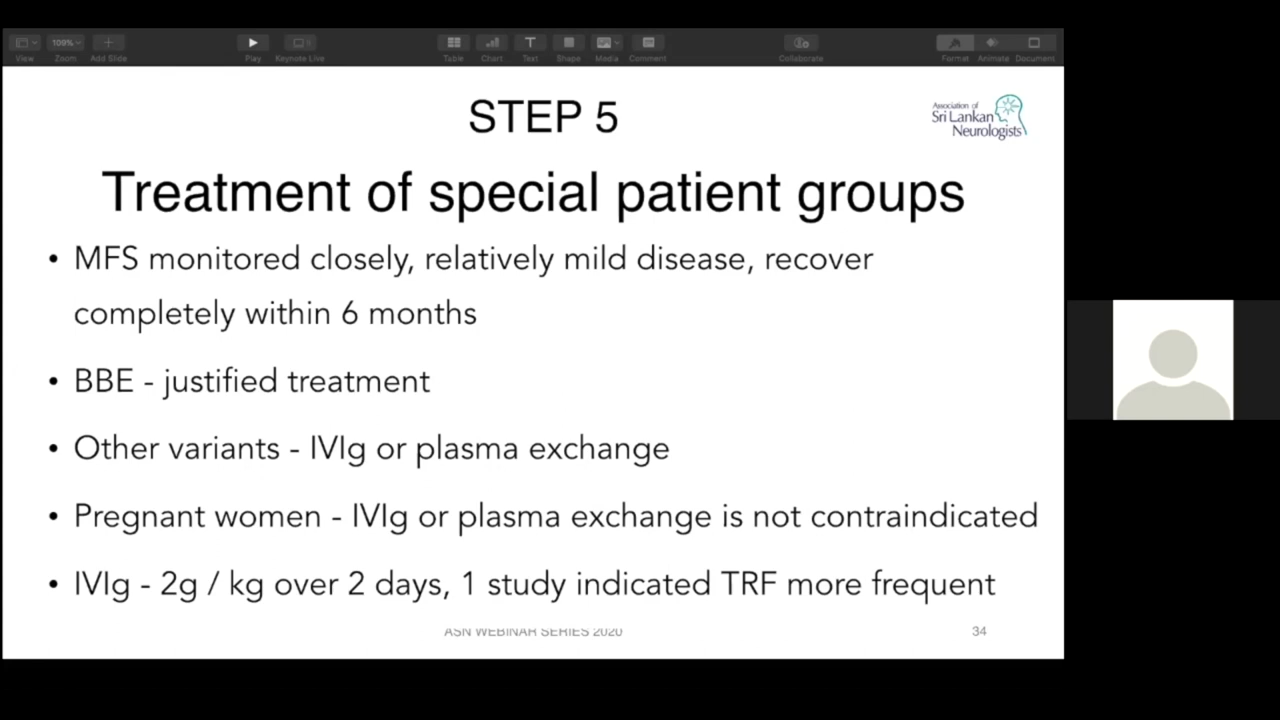 View
100%
Zoom
Add Slide
Play
Keynote Live
Table
Chart
T
Text
Shape
Media
Comment
Collaborate
Format
Animate
Document
STEP 5
Association of
Sri Lankan
Neurologists
Treatment of special patient groups
• MFS monitored closely, relatively mild disease, recover
completely within 6 months
• BBE - justified treatment
• Other variants - IVIg or plasma exchange
• Pregnant women - IVIg or plasma exchange is not contraindicated
• IVIg - 2g / kg over 2 days, 1 study indicated TRF more frequent
ASN WEBINAR SERIES 2020
34